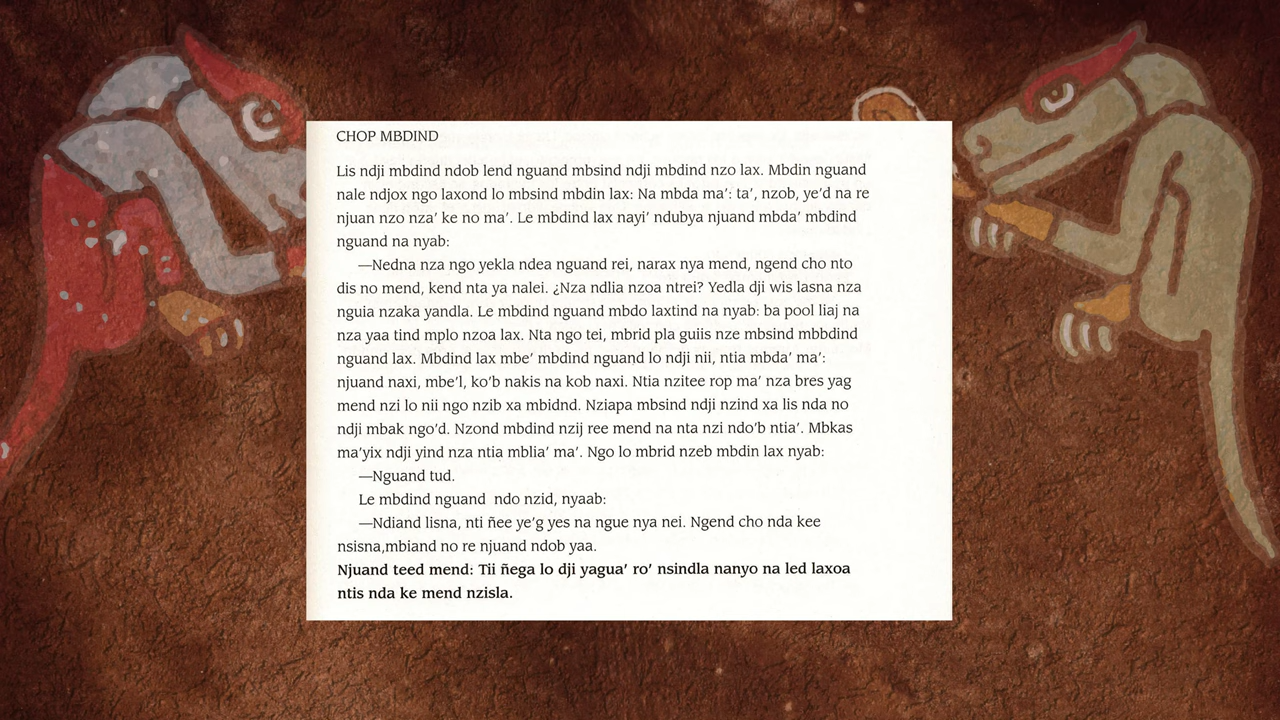 CHOP MBDIND
Lis ndji mbdind ndob lend nguand mbsind ndji mbdind nzo lax. Mbdin nguand
nale ndjox ngo laxond lo mbsind mbdin lax: Na mbda ma’: ta’, nzob, ye’d na re
njuan nzo nza’ ke no ma’. Le mbdind lax nayi’ ndubya njuand mbda’ mbdind
nguand na nyab:
—Nedna nza ngo yekla ndea nguand rei, narax nya mend, ngend cho nto
dis no mend, kend nta ya nalei. ¿Nza ndlia nzoa ntrei? Yedla dji wis lasna nza
nguia nzaka yandla. Le mbdind nguand mbdo laxtind na nyab: ba pool liaj na
nza yaa tind mplo nzoa lax. Nta ngo tei, mbrid pla guiis nze mbsind mbbdind
nguand lax. Mbdind lax mbe’ mbdind nguand lo ndji nii, ntia mbda’ ma’:
njuand naxi, mbe’l, ko’b nakis na kob naxi. Ntia nzitee rop ma’ nza bres yag
mend nzi lo nii ngo nzib xa mbidnd. Nziapa mbsind ndji nzind xa lis nda no
ndji mbak ngo’d. Nzond mbdind nzij ree mend na nta nzi ndo’b ntia’. Mbkas
ma’yix ndji yind nza ntia mblia’ ma’. Ngo lo mbrid nzeb mbdin lax nyab:
—Nguand tud.
Le mbdind nguand  ndo nzid, nyaab:
—Ndiand lisna, nti ñee ye’g yes na ngue nya nei. Ngend cho nda kee
nsisna,mbiand no re njuand ndob yaa.
Njuand teed mend: Tii ñega lo dji yagua’ ro’ nsindla nanyo na led laxoa
ntis nda ke mend nzisla.